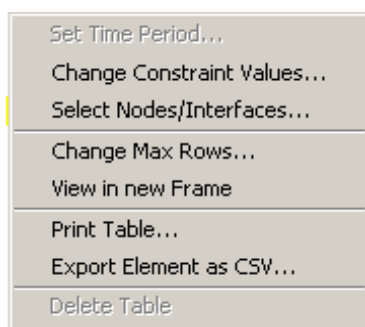 Set Time Period...
Change Constraint Values...
Select Nodes/Interfaces...
Change Max Rows...
View in new Frame
Print Table...
Export Element as CSV...
Delete Table